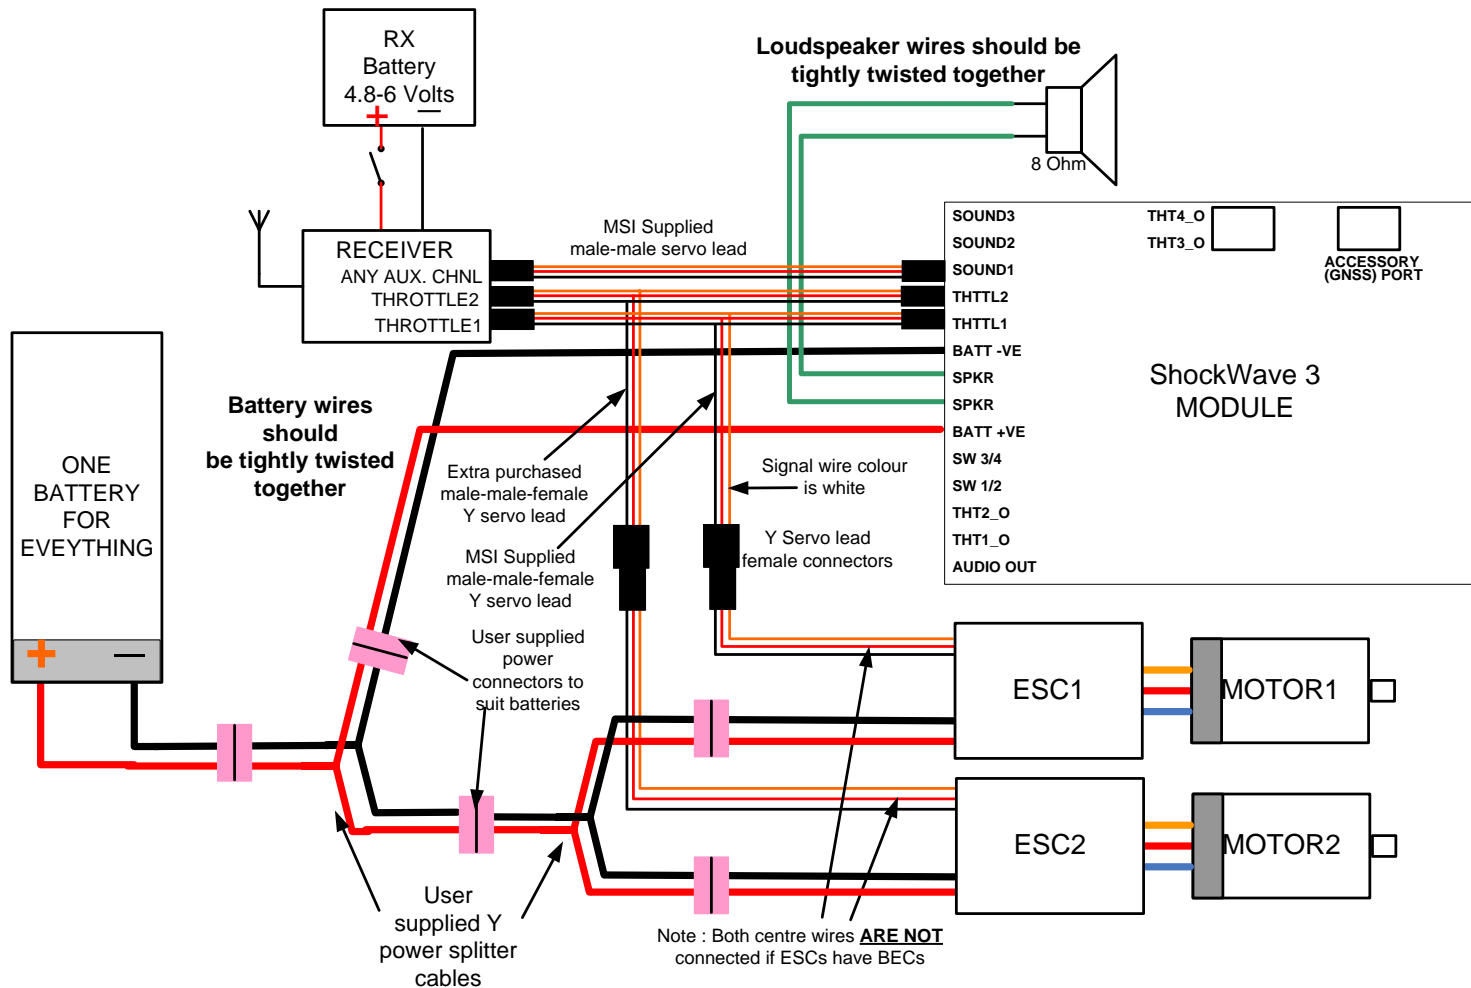 RX
Battery
4.8-6 Volts
Loudspeaker wires should be
tightly twisted together
8 Ohm
MSI Supplied
male-male servo lead
RECEIVER
ANY AUX. CHNL
THROTTLE2
THROTTLE1
SOUND3
SOUND2
SOUND1
THTTL2
THTTL1
BATT -VE
SPKR
SPKR
BATT +VE
SW 3/4
SW 1/2
THT2_O
THT1_O
AUDIO OUT
THT4_O
THT3_O
ACCESSORY
(GNSS) PORT
ShockWave 3
MODULE
ONE
BATTERY
FOR
EVEYTHING
Battery wires
should
be tightly twisted
together
Extra purchased
male-male-female
Y servo lead
MSI Supplied
male-male-female
Y servo lead
Signal wire colour
is white
Y Servo lead
female connectors
User supplied
power
connectors to
suit batteries
ESC1
MOTOR1
ESC2
MOTOR2
User
supplied Y
power splitter
cables
Note : Both centre wires ARE NOT
connected if ESCs have BECs